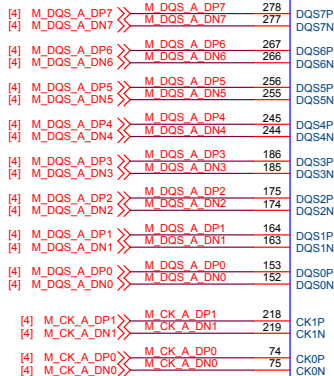 [4] M_DQS_A_DP7 M_DQS_A_DP7 278 DQS7P
[4] M_DQS_A_DN7 M_DQS_A_DN7 277 DQS7N
[4] M_DQS_A_DP6 M_DQS_A_DP6 267 DQS6P
[4] M_DQS_A_DN6 M_DQS_A_DN6 266 DQS6N
[4] M_DQS_A_DP5 M_DQS_A_DP5 256 DQS5P
[4] M_DQS_A_DN5 M_DQS_A_DN5 255 DQS5N
[4] M_DQS_A_DP4 M_DQS_A_DP4 245 DQS4P
[4] M_DQS_A_DN4 M_DQS_A_DN4 244 DQS4N
[4] M_DQS_A_DP3 M_DQS_A_DP3 186 DQS3P
[4] M_DQS_A_DN3 M_DQS_A_DN3 185 DQS3N
[4] M_DQS_A_DP2 M_DQS_A_DP2 175 DQS2P
[4] M_DQS_A_DN2 M_DQS_A_DN2 174 DQS2N
[4] M_DQS_A_DP1 M_DQS_A_DP1 164 DQS1P
[4] M_DQS_A_DN1 M_DQS_A_DN1 163 DQS1N
[4] M_DQS_A_DP0 M_DQS_A_DP0 153 DQS0P
[4] M_DQS_A_DN0 M_DQS_A_DN0 152 DQS0N
[4] M_CK_A_DP1 M_CK_A_DP1 218 CK1P
[4] M_CK_A_DN1 M_CK_A_DN1 219 CK1N
[4] M_CK_A_DP0 M_CK_A_DP0 74 CK0P
[4] M_CK_A_DN0 M_CK_A_DN0 75 CK0N